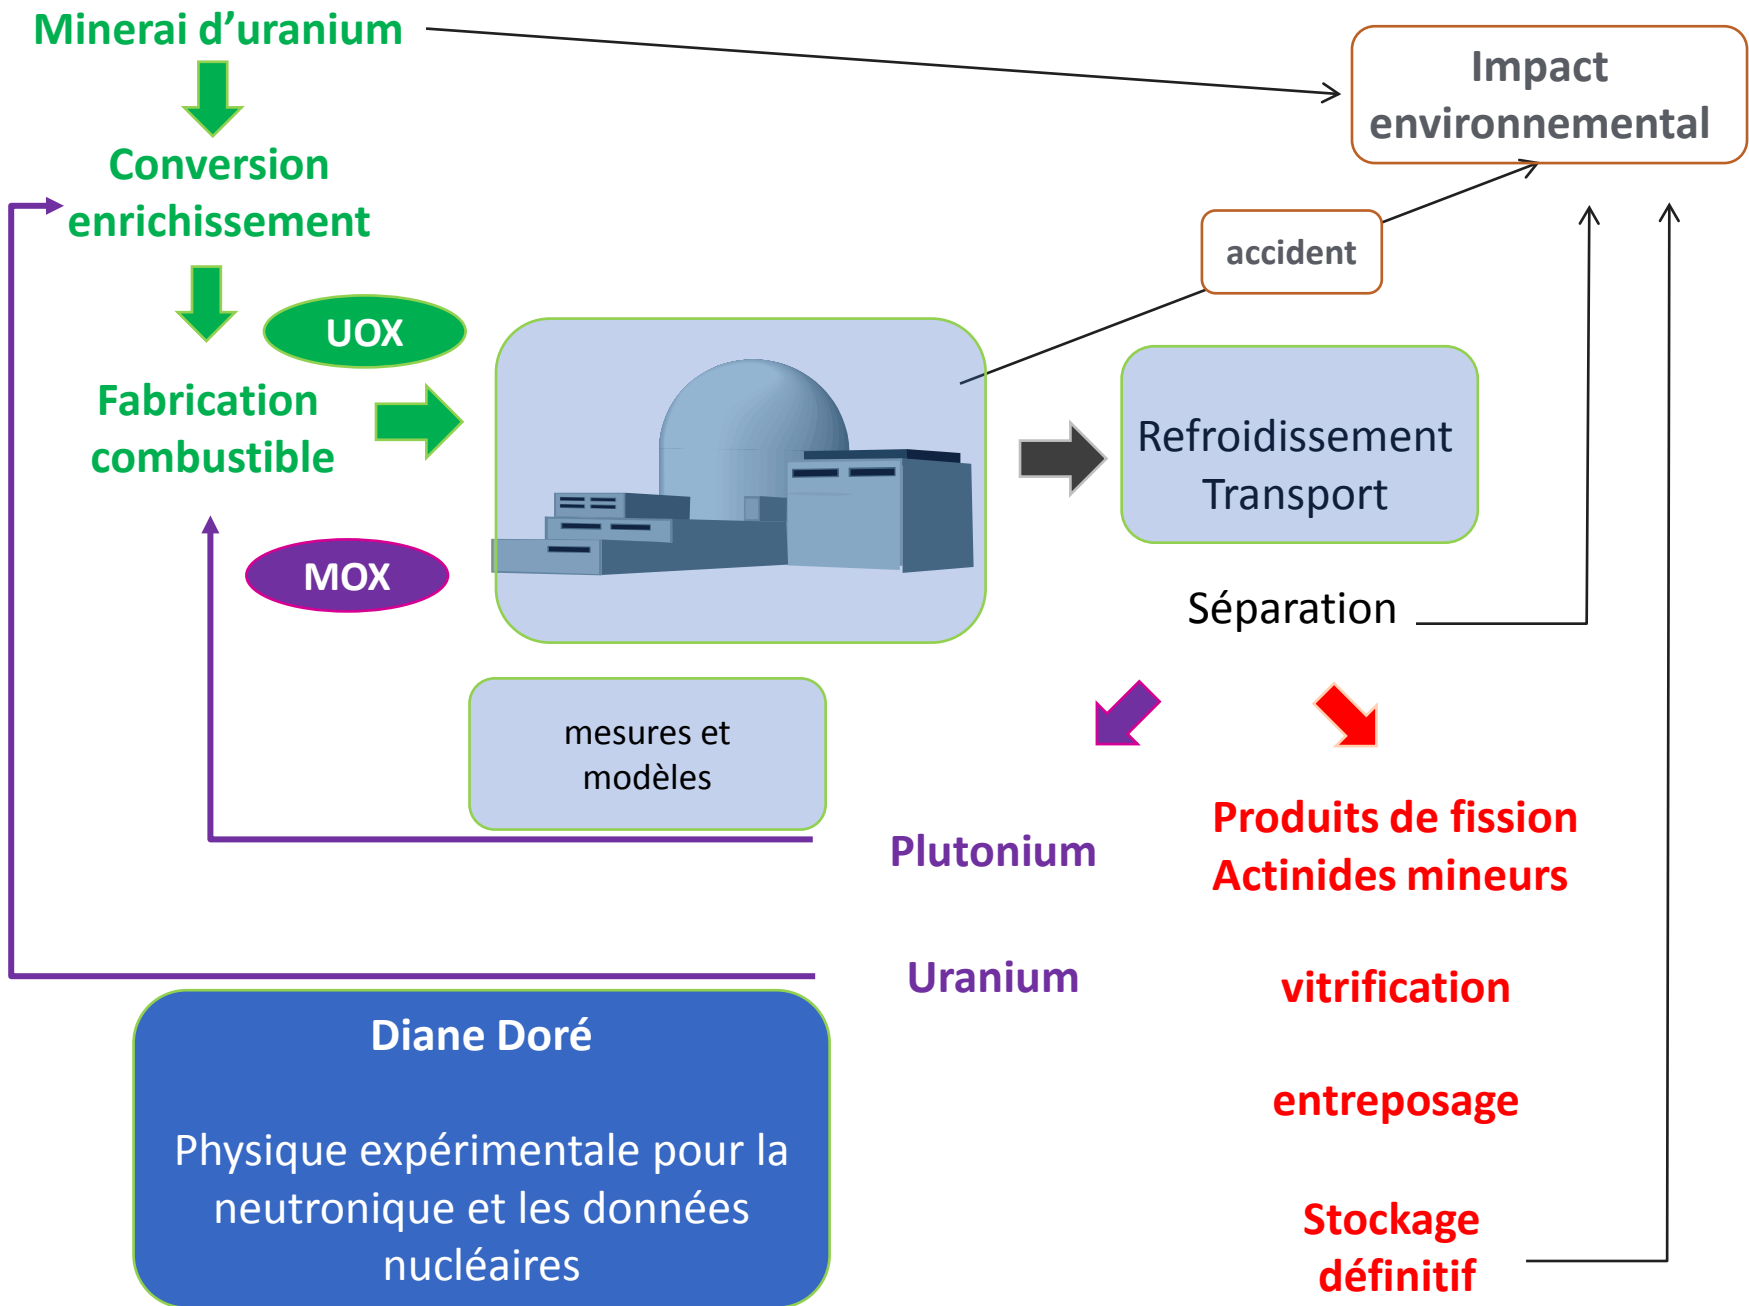 Minerai d’uranium
Impact
environnemental
Conversion
enrichissement
accident
UOX
Fabrication
combustible
Refroidissement
Transport
MOX
Séparation
mesures et
modèles
Plutonium
Produits de fission
Actinides mineurs
Uranium
vitrification
Diane Doré
entreposage
Physique expérimentale pour la
neutronique et les données
nucléaires
Stockage
définitif